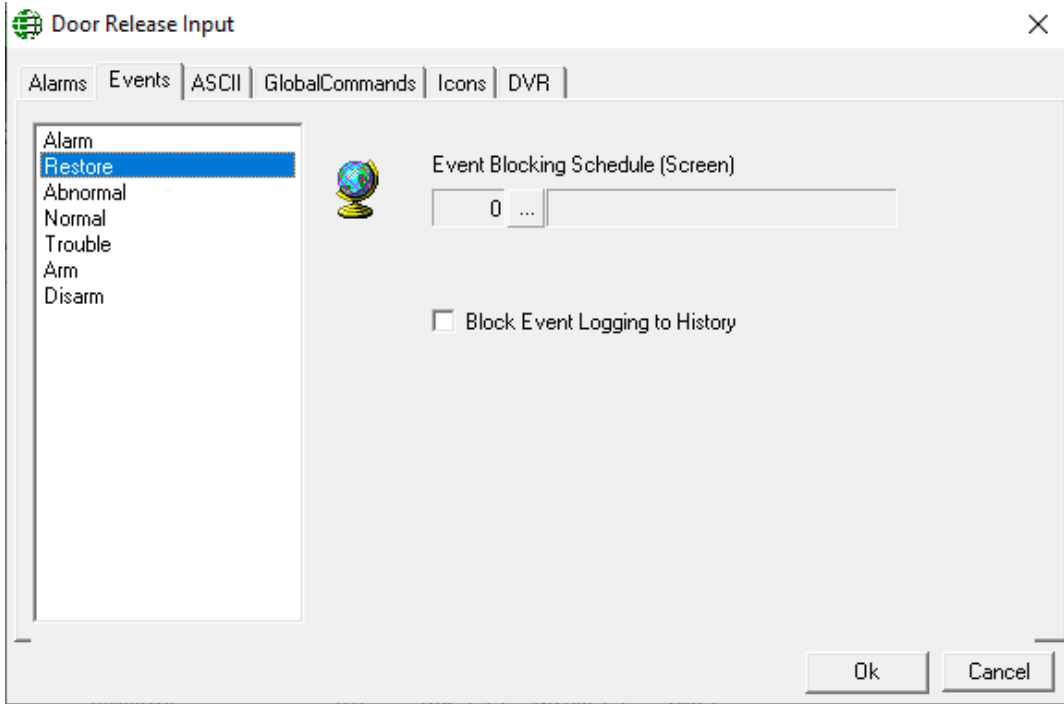 Door Release Input
Alarms Events ASCII GlobalCommands Icons DVR
Alarm
Restore
Abnormal
Normal
Trouble
Arm
Disarm
Event Blocking Schedule (Screen)
0 ...
Block Event Logging to History
Ok Cancel